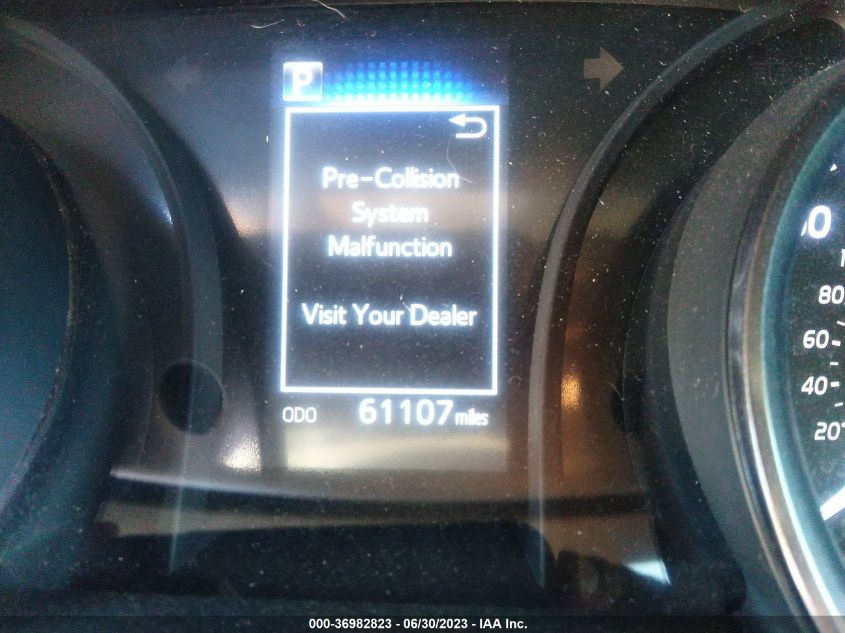 P
Pre-Collision
System
Malfunction
Visit Your Dealer
ODO 61107 miles
80
60
40
20
000-36982823 - 06/30/2023 - IAA Inc.